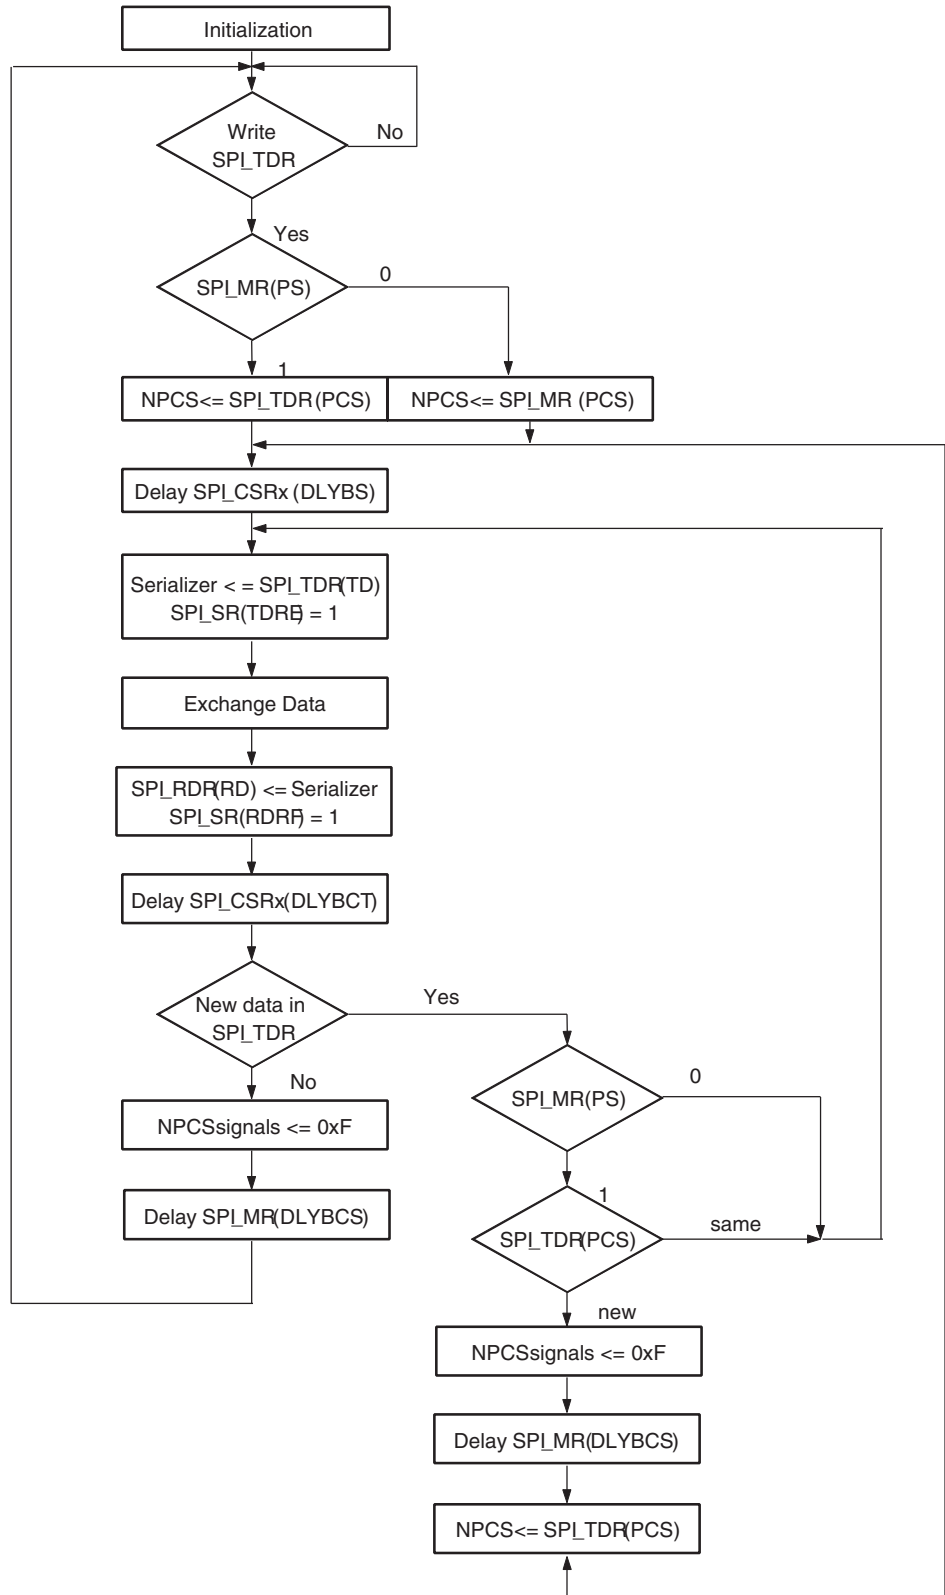 Initialization
Write
SPI_TDR
No
Yes
SPI_MR(PS)
0
1
NPCS<= SPI_TDR(PCS)
NPCS<= SPI_MR (PCS)
Delay SPI_CSRx (DLYBS)
Serializer < = SPI_TDR(TD)
SPI_SR(TDRE) = 1
Exchange Data
SPI_RDR(RD) <= Serializer
SPI_SR(RDRF) = 1
Delay SPI_CSRx(DLYBCT)
New data in
SPI_TDR
Yes
No
SPI_MR(PS)
0
NPCSsignals <= 0xF
1
Delay SPI_MR(DLYBCS)
SPI_TDR(PCS)
same
new
NPCSsignals <= 0xF
Delay SPI_MR(DLYBCS)
NPCS<= SPI_TDR(PCS)